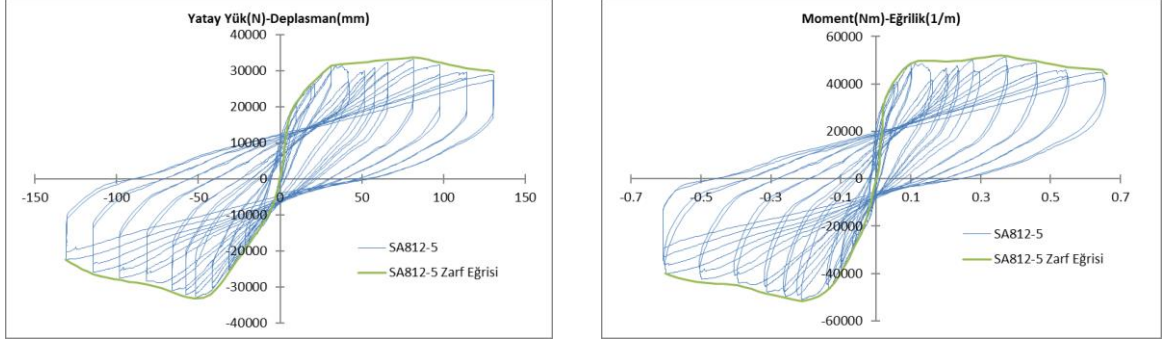 Yatay Yük(N)-Deplasman(mm)
40000
30000
20000
10000
0
-10000
-20000
-30000
-40000
-150 -100 -50 0 50 100 150
SA812-5
SA812-5 Zarf Eğrisi
Moment(Nm)-Eğrilik(1/m)
60000
40000
20000
0
-20000
-40000
-60000
-0.7 -0.5 -0.3 -0.1 0.1 0.3 0.5 0.7
SA812-5
SA812-5 Zarf Eğrisi